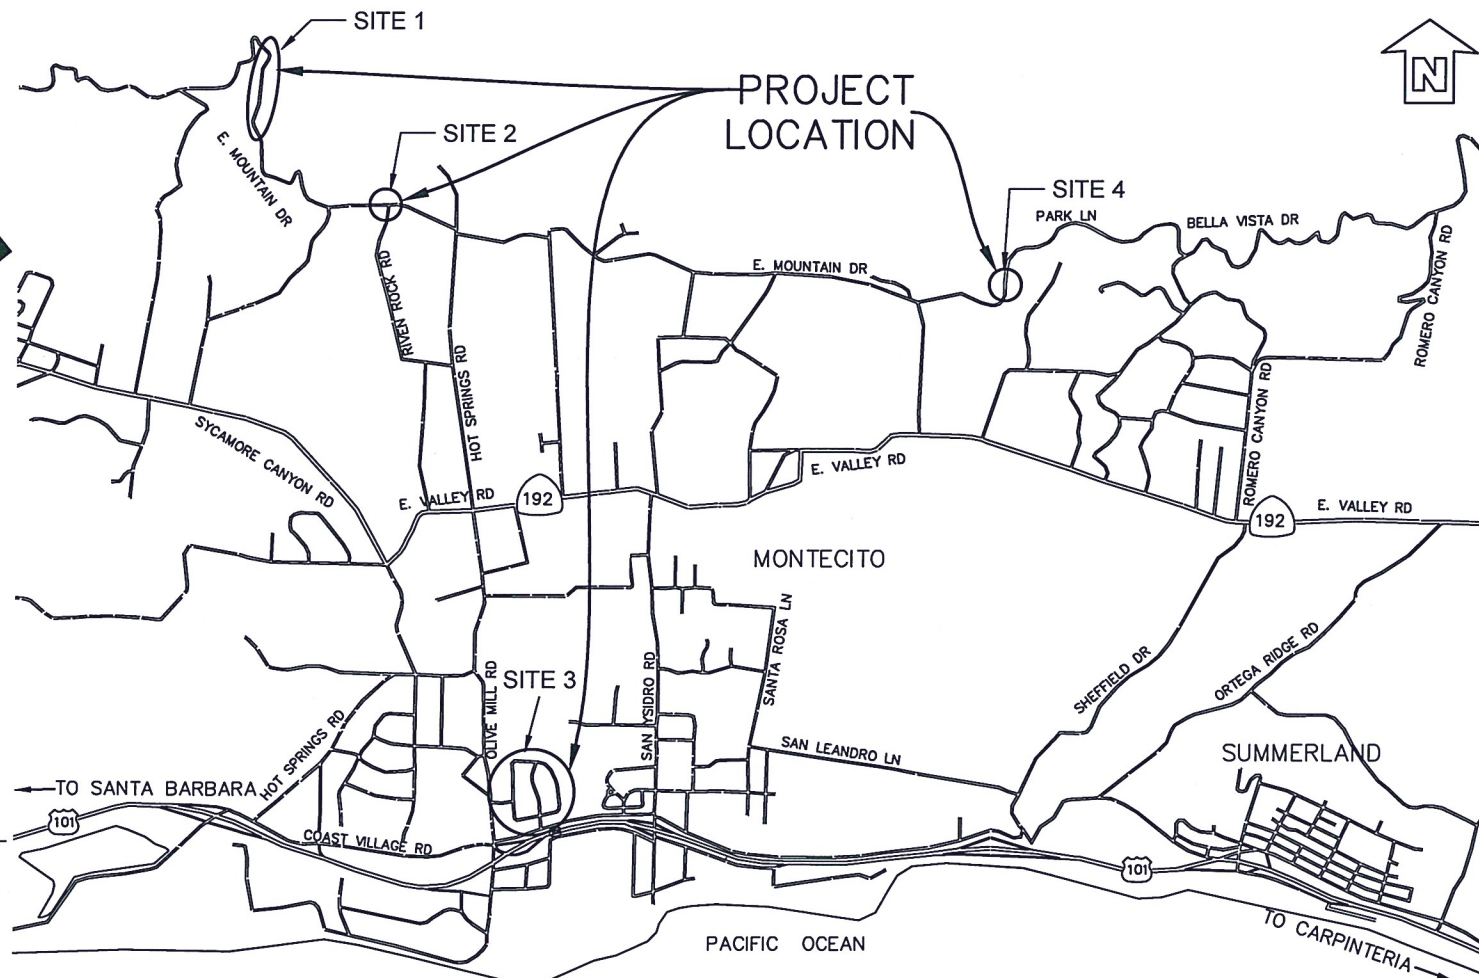 SITE 1
N
PROJECT
LOCATION
SITE 2
E. MOUNTAIN DR
SITE 4
PARK LN
BELLA VISTA DR
ROMERO CANYON RD
E. MOUNTAIN DR
RIVEN ROCK RD
HOT SPRINGS RD
ROMERO CANYON RD
SYCAMORE CANYON RD
E. VALLEY RD
192
E. VALLEY RD
192
E. VALLEY RD
MONTECITO
SANTA ROSA LN
SHEFFIELD DR
ORTEGA RIDGE RD
OLIVE MILL RD
SITE 3
SAN YSIDRO RD
HOT SPRINGS RD
SAN LEANDRO LN
SUMMERLAND
TO SANTA BARBARA
101
COAST VILLAGE RD
101
TO CARPINTERIA
PACIFIC OCEAN